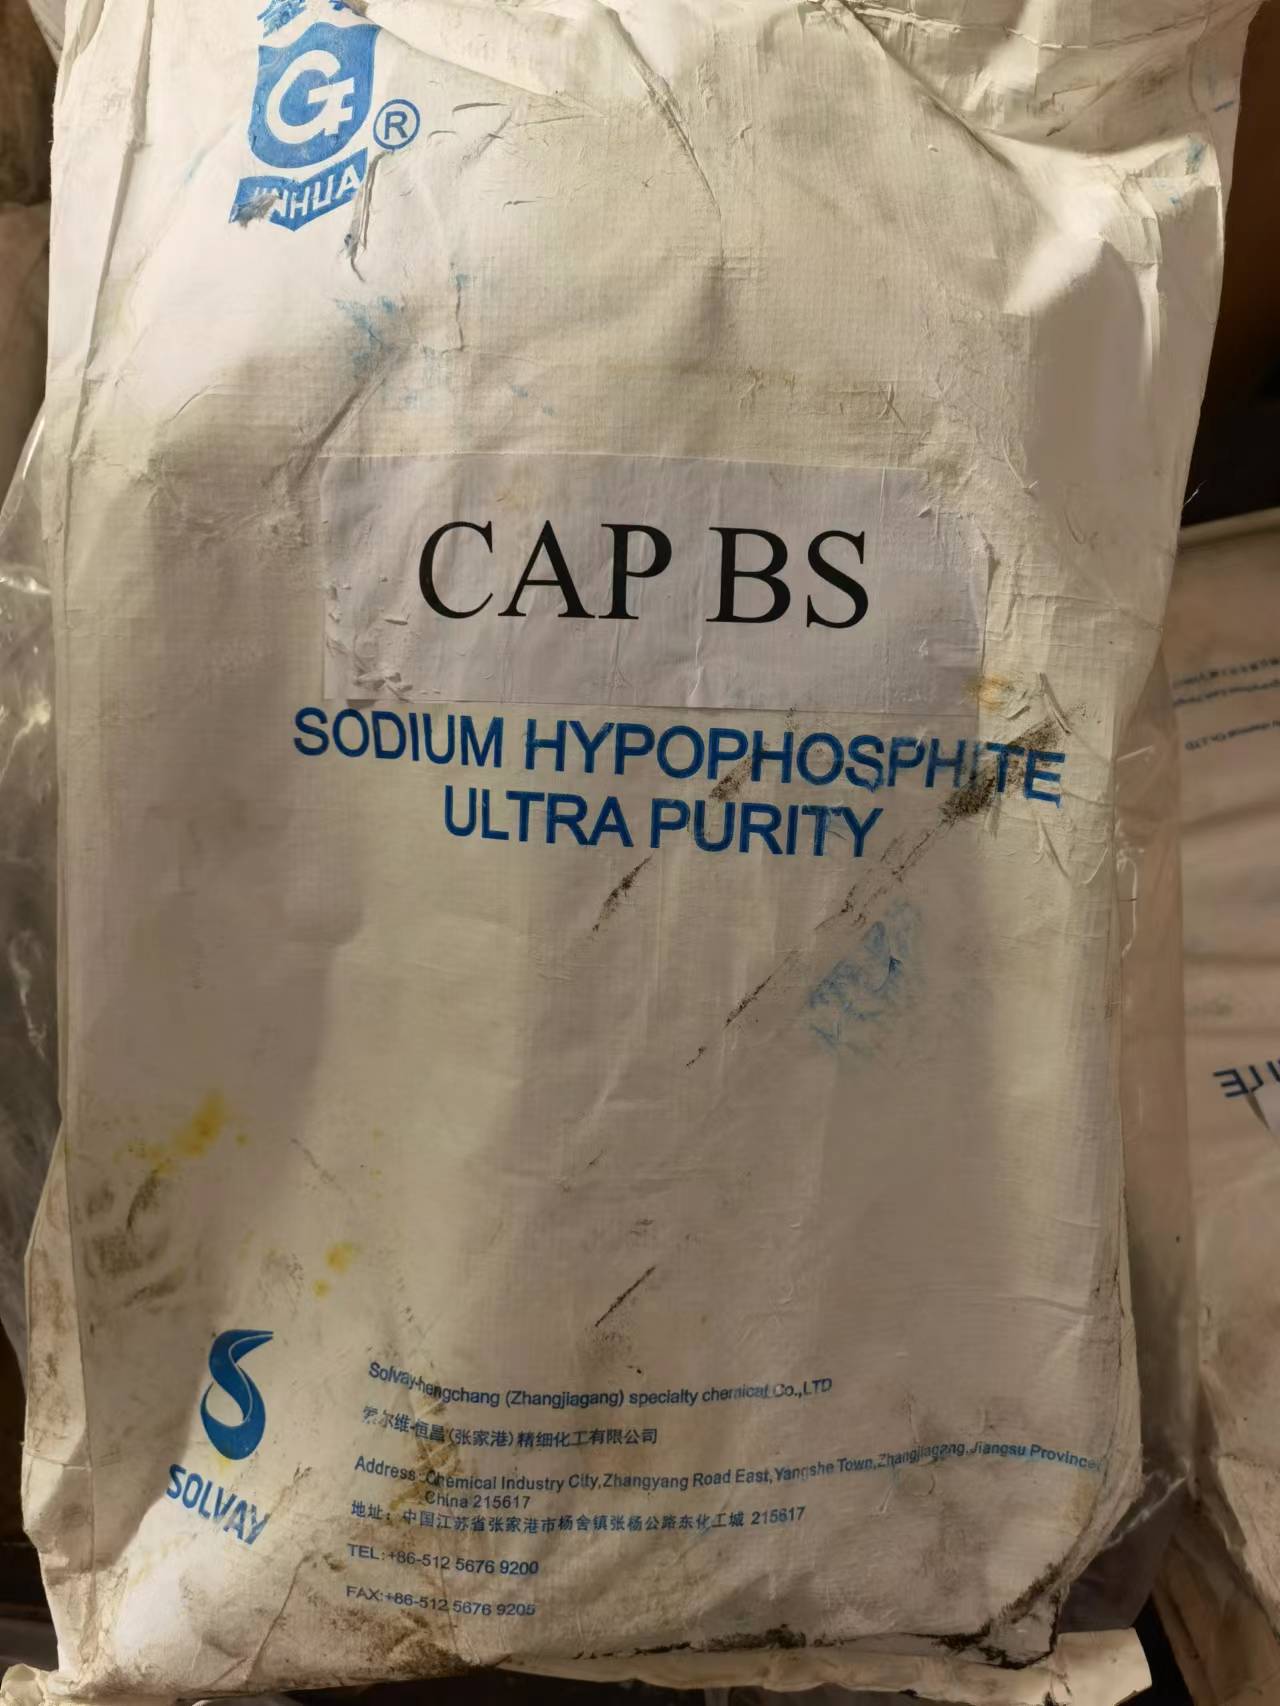 G
®
JINHUA
CAP BS
SODIUM HYPOPHOSPHITE
ULTRA PURITY
SOLVAY
Solvay-hengchang (Zhangjiagang) specialty chemical Co.,LTD
索尔维-恒昌(张家港)精细化工有限公司
Address:Chemical Industry City,Zhangyang Road East,Yangshe Town,Zhangjiagang,Jiangsu Province,
China 215617
地址:中国江苏省张家港市杨舍镇张杨公路东化工城 215617
TEL:+86-512 5676 9200
FAX:+86-512 5676 9205